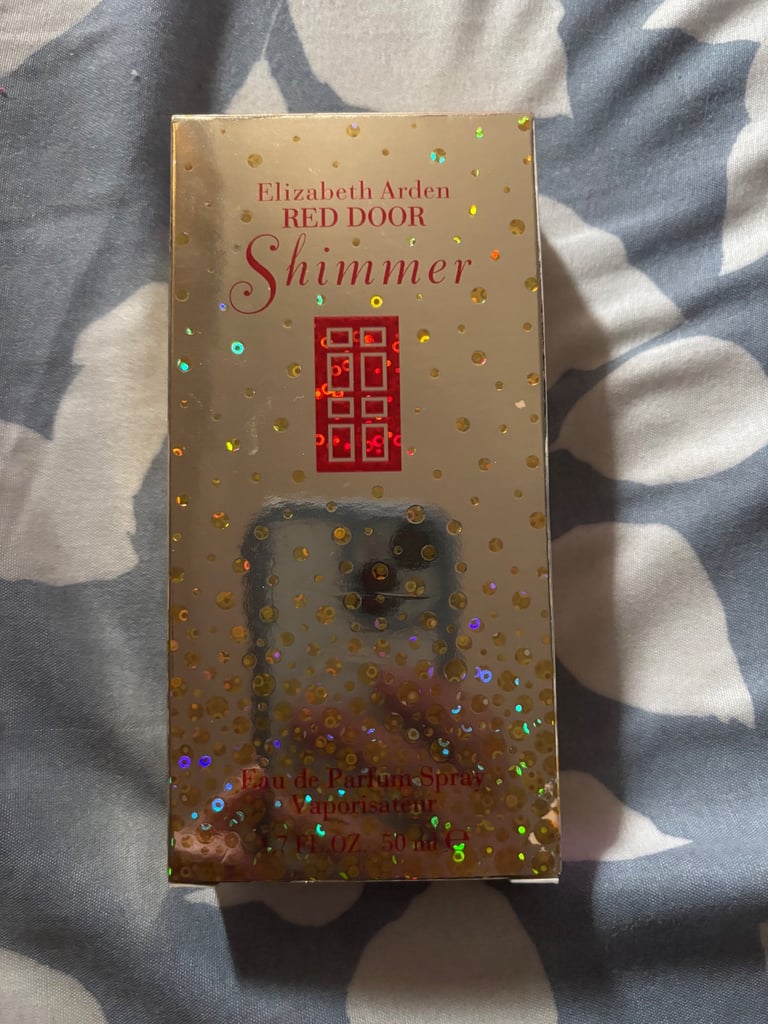 Elizabeth Arden
RED DOOR
Shimmer
Eau de Parfum Spray
Vaporisateur
1.7 FL.OZ. 50 ml ℮